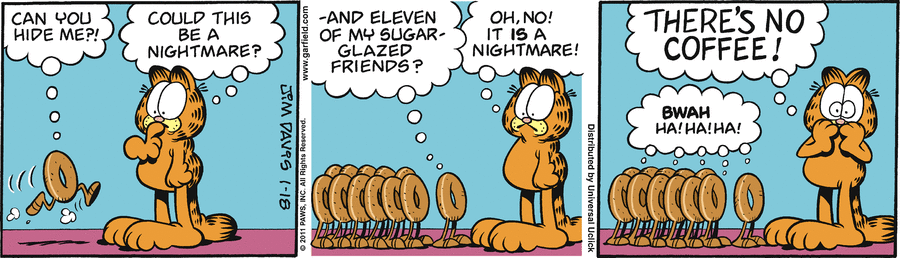 CAN YOU
HIDE ME?!
COULD THIS
BE A
NIGHTMARE?
JIM DAVIS 1-18
-AND ELEVEN
OF MY SUGAR-
GLAZED
FRIENDS?
www.garfield.com
OH, NO!
IT IS A
NIGHTMARE!
© 2011 PAWS, INC. All Rights Reserved.
THERE'S NO
COFFEE!
BWAH
HA! HA! HA!
Distributed by Universal Uclick